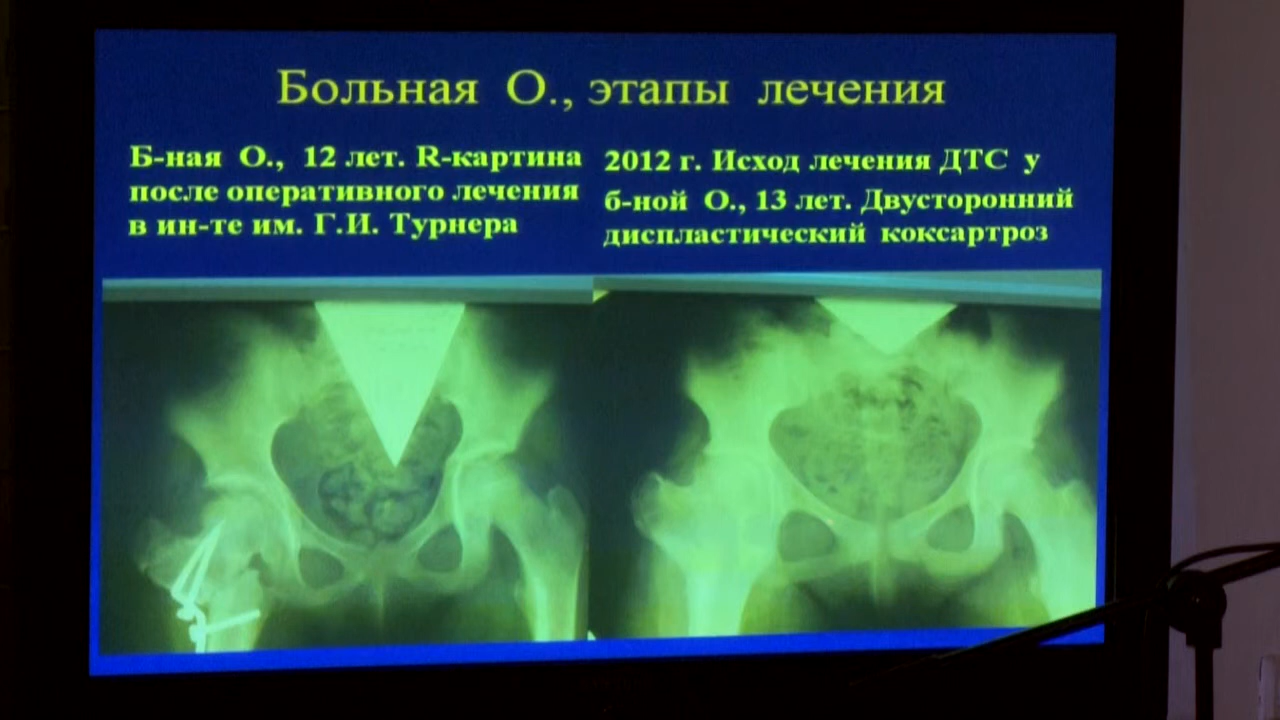 Больная О., этапы лечения
Б-ная О., 12 лет. R-картина
после оперативного лечения
в ин-те им. Г.И. Турнера
2012 г. Исход лечения ДТС у
б-ной О., 13 лет. Двусторонний
диспластический коксартроз